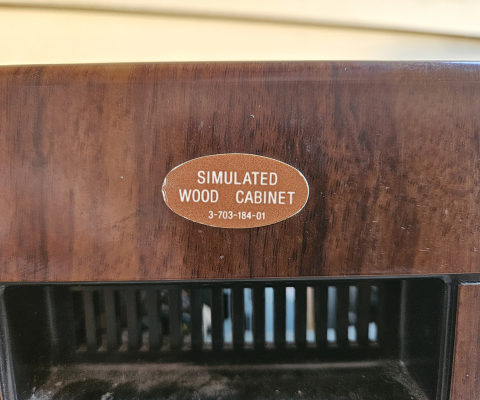 SIMULATED
WOOD CABINET
3-703-184-01